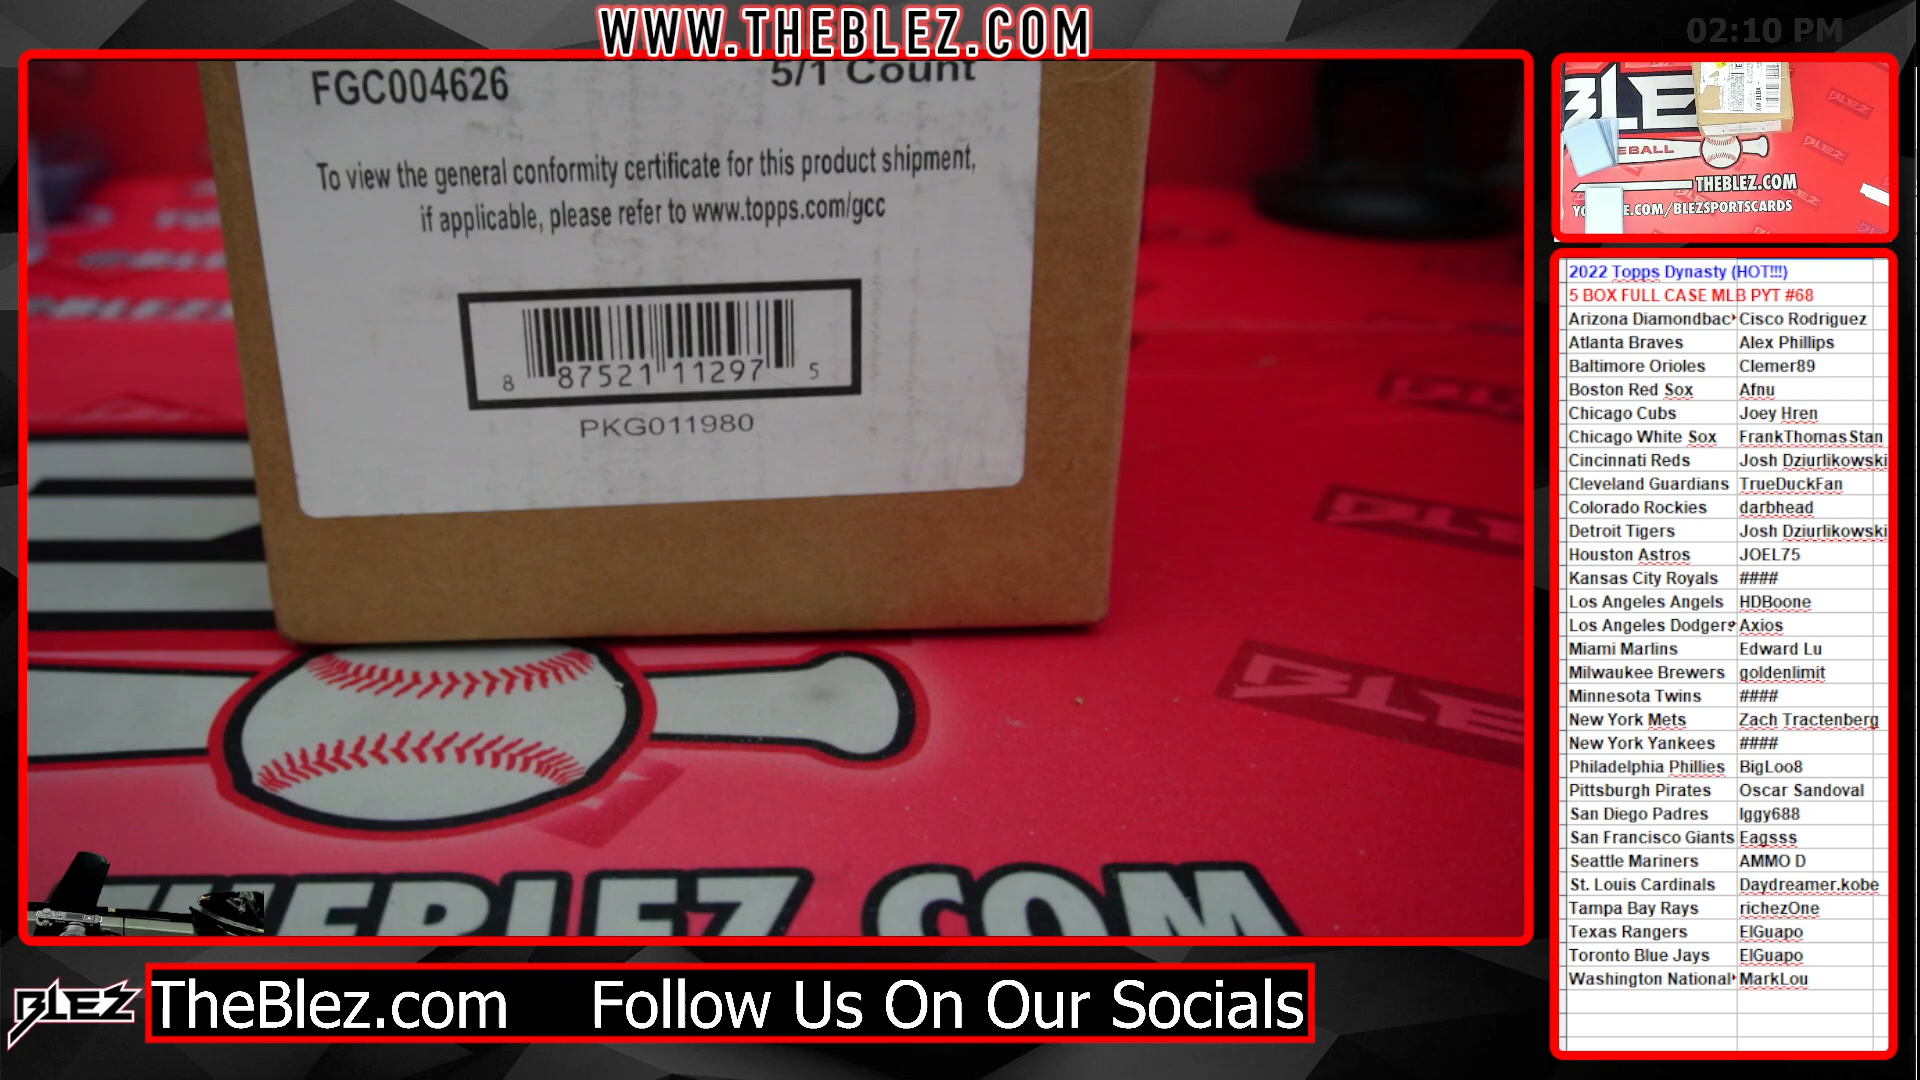 WWW.THEBLEZ.COM
02:10 PM
FGC004626
5/1 Count
To view the general conformity certificate for this product shipment,
if applicable, please refer to www.topps.com/gcc
8 87521 11297 5
PKG011980
BLEZ
THEBLEZ.COM
BLE
EBALL
THEBLEZ.COM
E.COM/BLEZSPORTSCARDS
2022 Topps Dynasty (HOT!!!)
5 BOX FULL CASE MLB PYT #68
Arizona Diamondbac Cisco Rodriguez
Atlanta Braves Alex Phillips
Baltimore Orioles Clemer89
Boston Red Sox Afnu
Chicago Cubs Joey Hren
Chicago White Sox FrankThomasStan
Cincinnati Reds Josh Dziurlikowski
Cleveland Guardians TrueDuckFan
Colorado Rockies darbhead
Detroit Tigers Josh Dziurlikowski
Houston Astros JOEL75
Kansas City Royals ####
Los Angeles Angels HDBoone
Los Angeles Dodgers Axios
Miami Marlins Edward Lu
Milwaukee Brewers goldenlimit
Minnesota Twins ####
New York Mets Zach Tractenberg
New York Yankees ####
Philadelphia Phillies BigLoo8
Pittsburgh Pirates Oscar Sandoval
San Diego Padres Iggy688
San Francisco Giants Eagsss
Seattle Mariners AMMO D
St. Louis Cardinals Daydreamer.kobe
Tampa Bay Rays richezOne
Texas Rangers ElGuapo
Toronto Blue Jays ElGuapo
Washington National MarkLou
BLEZ
TheBlez.com Follow Us On Our Socials